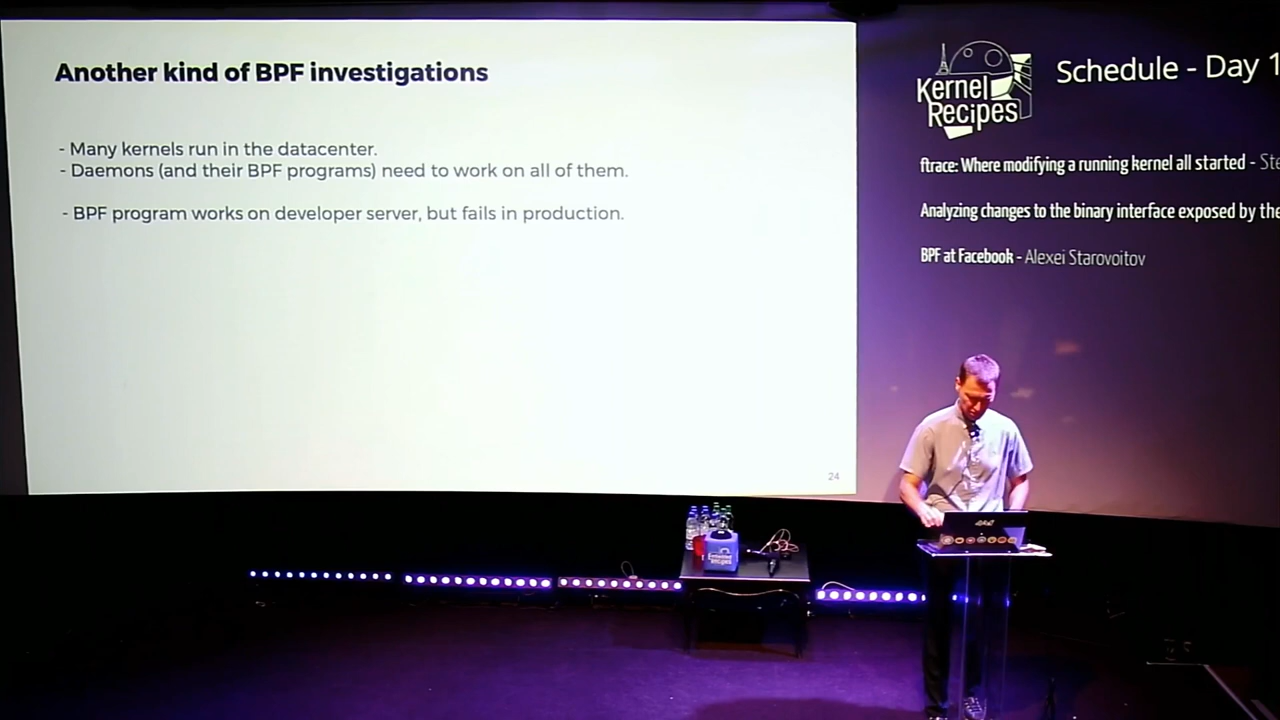 Another kind of BPF investigations
- Many kernels run in the datacenter.
- Daemons (and their BPF programs) need to work on all of them.
- BPF program works on developer server, but fails in production.
24
Kernel
Recipes
Schedule - Day 1
ftrace: Where modifying a running kernel all started - Ste
Analyzing changes to the binary interface exposed by the
BPF at Facebook - Alexei Starovoitov